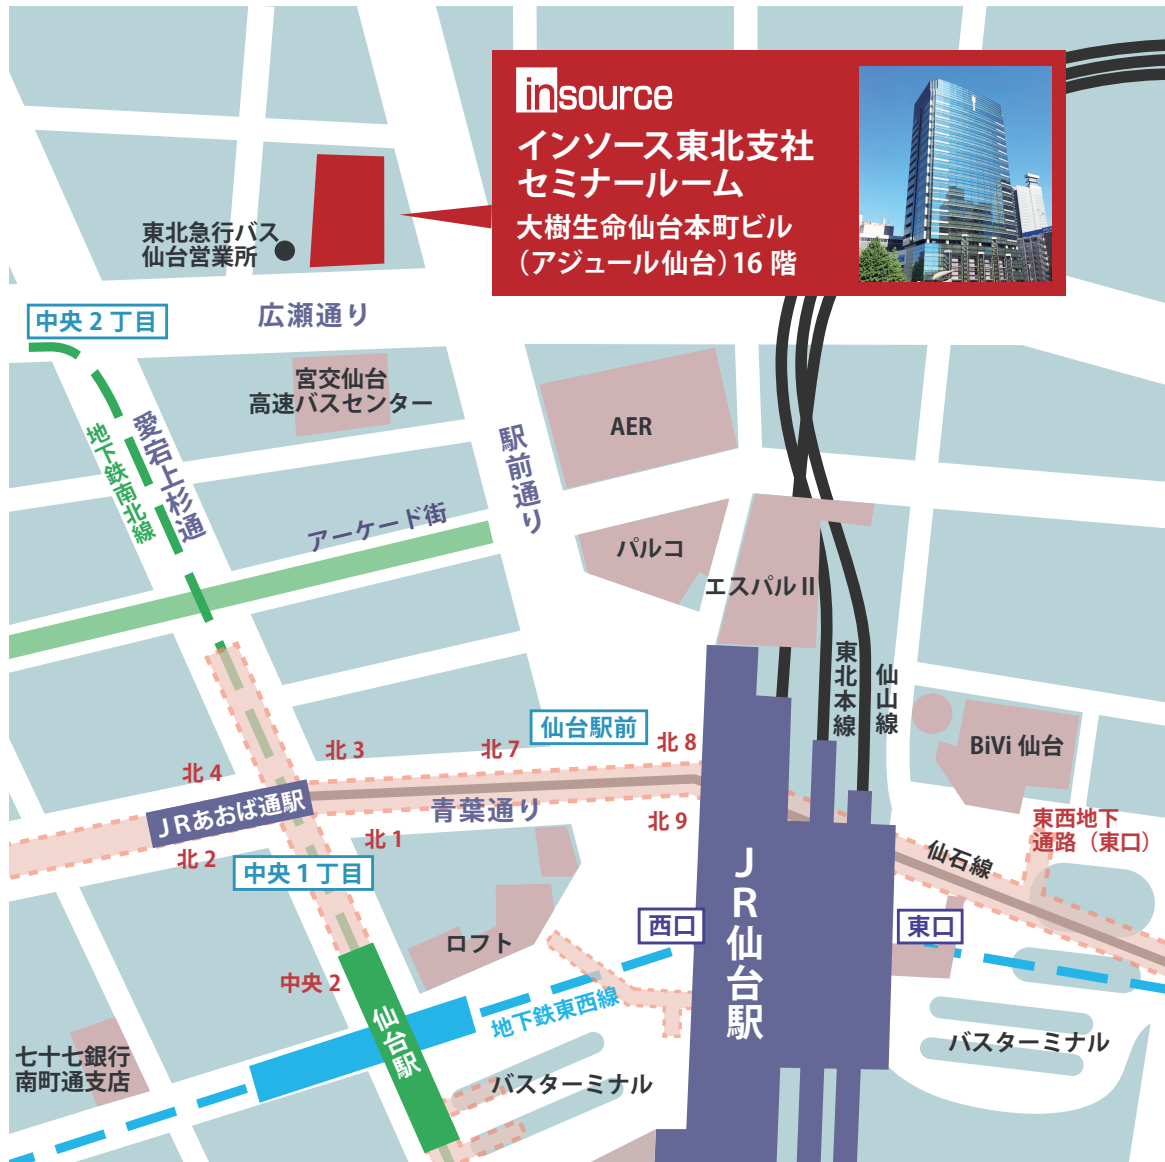 insource
インソース東北支社
セミナールーム
大樹生命仙台本町ビル
（アジュール仙台）16 階
東北急行バス
仙台営業所
広瀬通り
中央 2 丁目
宮交仙台
高速バスセンター
愛宕上杉通
地下鉄南北線
駅前通り
AER
アーケード街
パルコ
エスパルⅡ
東北本線
仙山線
仙台駅前
北 3
北 7
北 8
BiVi 仙台
北 4
JRあおば通駅
青葉通り
北 9
東西地下
通路（東口）
北 1
北 2
中央 1 丁目
仙石線
JR仙台駅
西口
東口
ロフト
中央 2
地下鉄東西線
仙台駅
バスターミナル
七十七銀行
南町通支店
バスターミナル